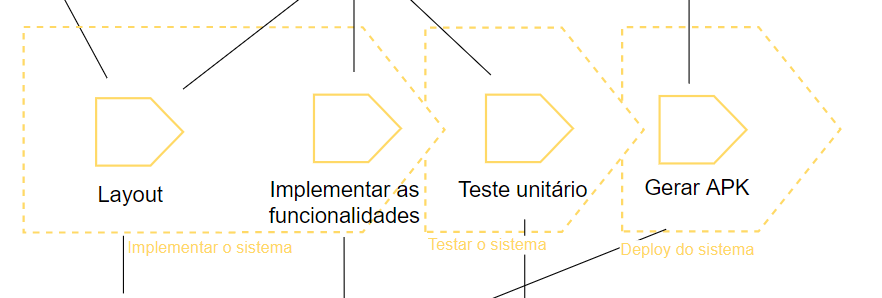 Layout
Implementar as
funcionalidades
Teste unitário
Gerar APK
Implementar o sistema
Testar o sistema
Deploy do sistema